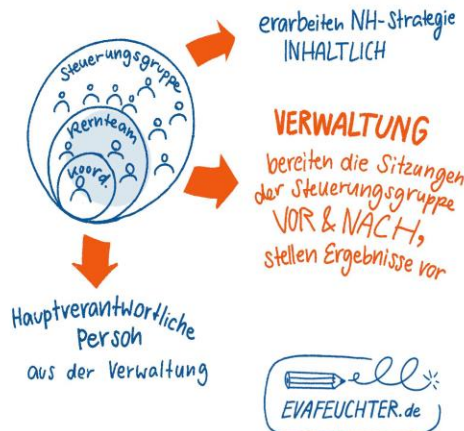 Steuerungsgruppe
Kernteam
Koord.
erarbeiten NH-Strategie
INHALTLICH
VERWALTUNG
bereiten die Sitzungen
der Steuerungsgruppe
VOR & NACH,
stellen Ergebnisse vor
Hauptverantwortliche
Person
aus der Verwaltung
EVAFEUCHTER.de